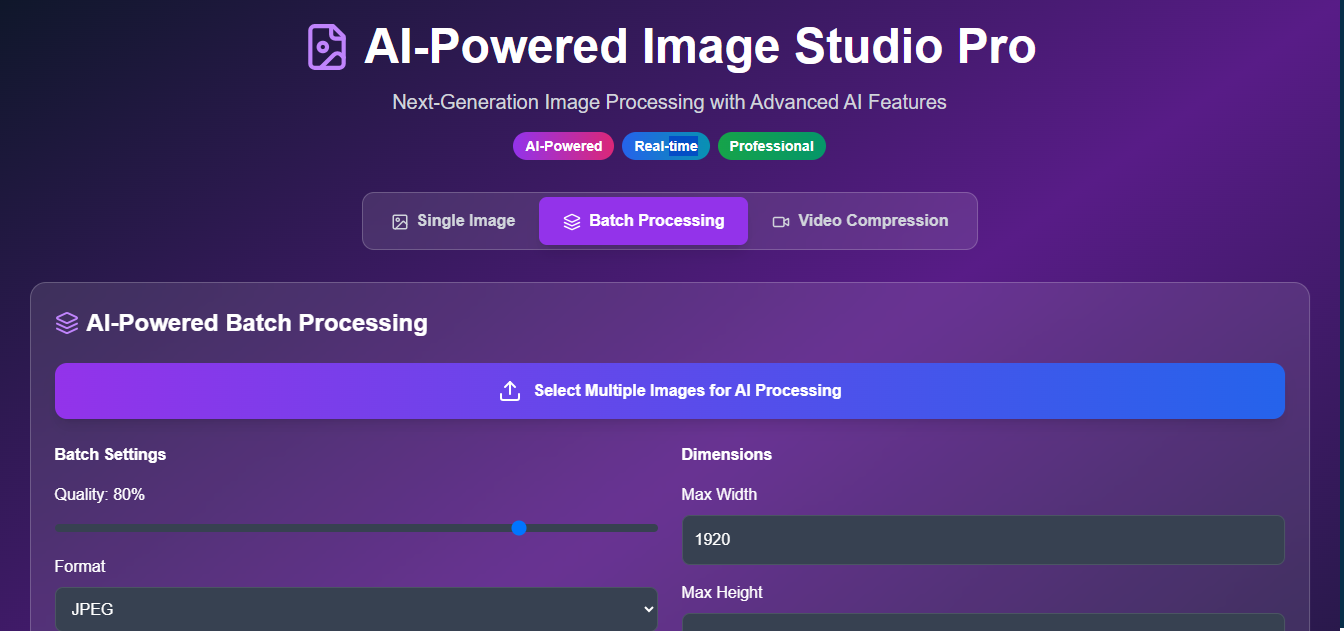 AI-Powered Image Studio Pro
Next-Generation Image Processing with Advanced AI Features
AI-Powered Real-time Professional
Single Image Batch Processing Video Compression
AI-Powered Batch Processing
Select Multiple Images for AI Processing
Batch Settings
Quality: 80%
Format
JPEG
Dimensions
Max Width
1920
Max Height